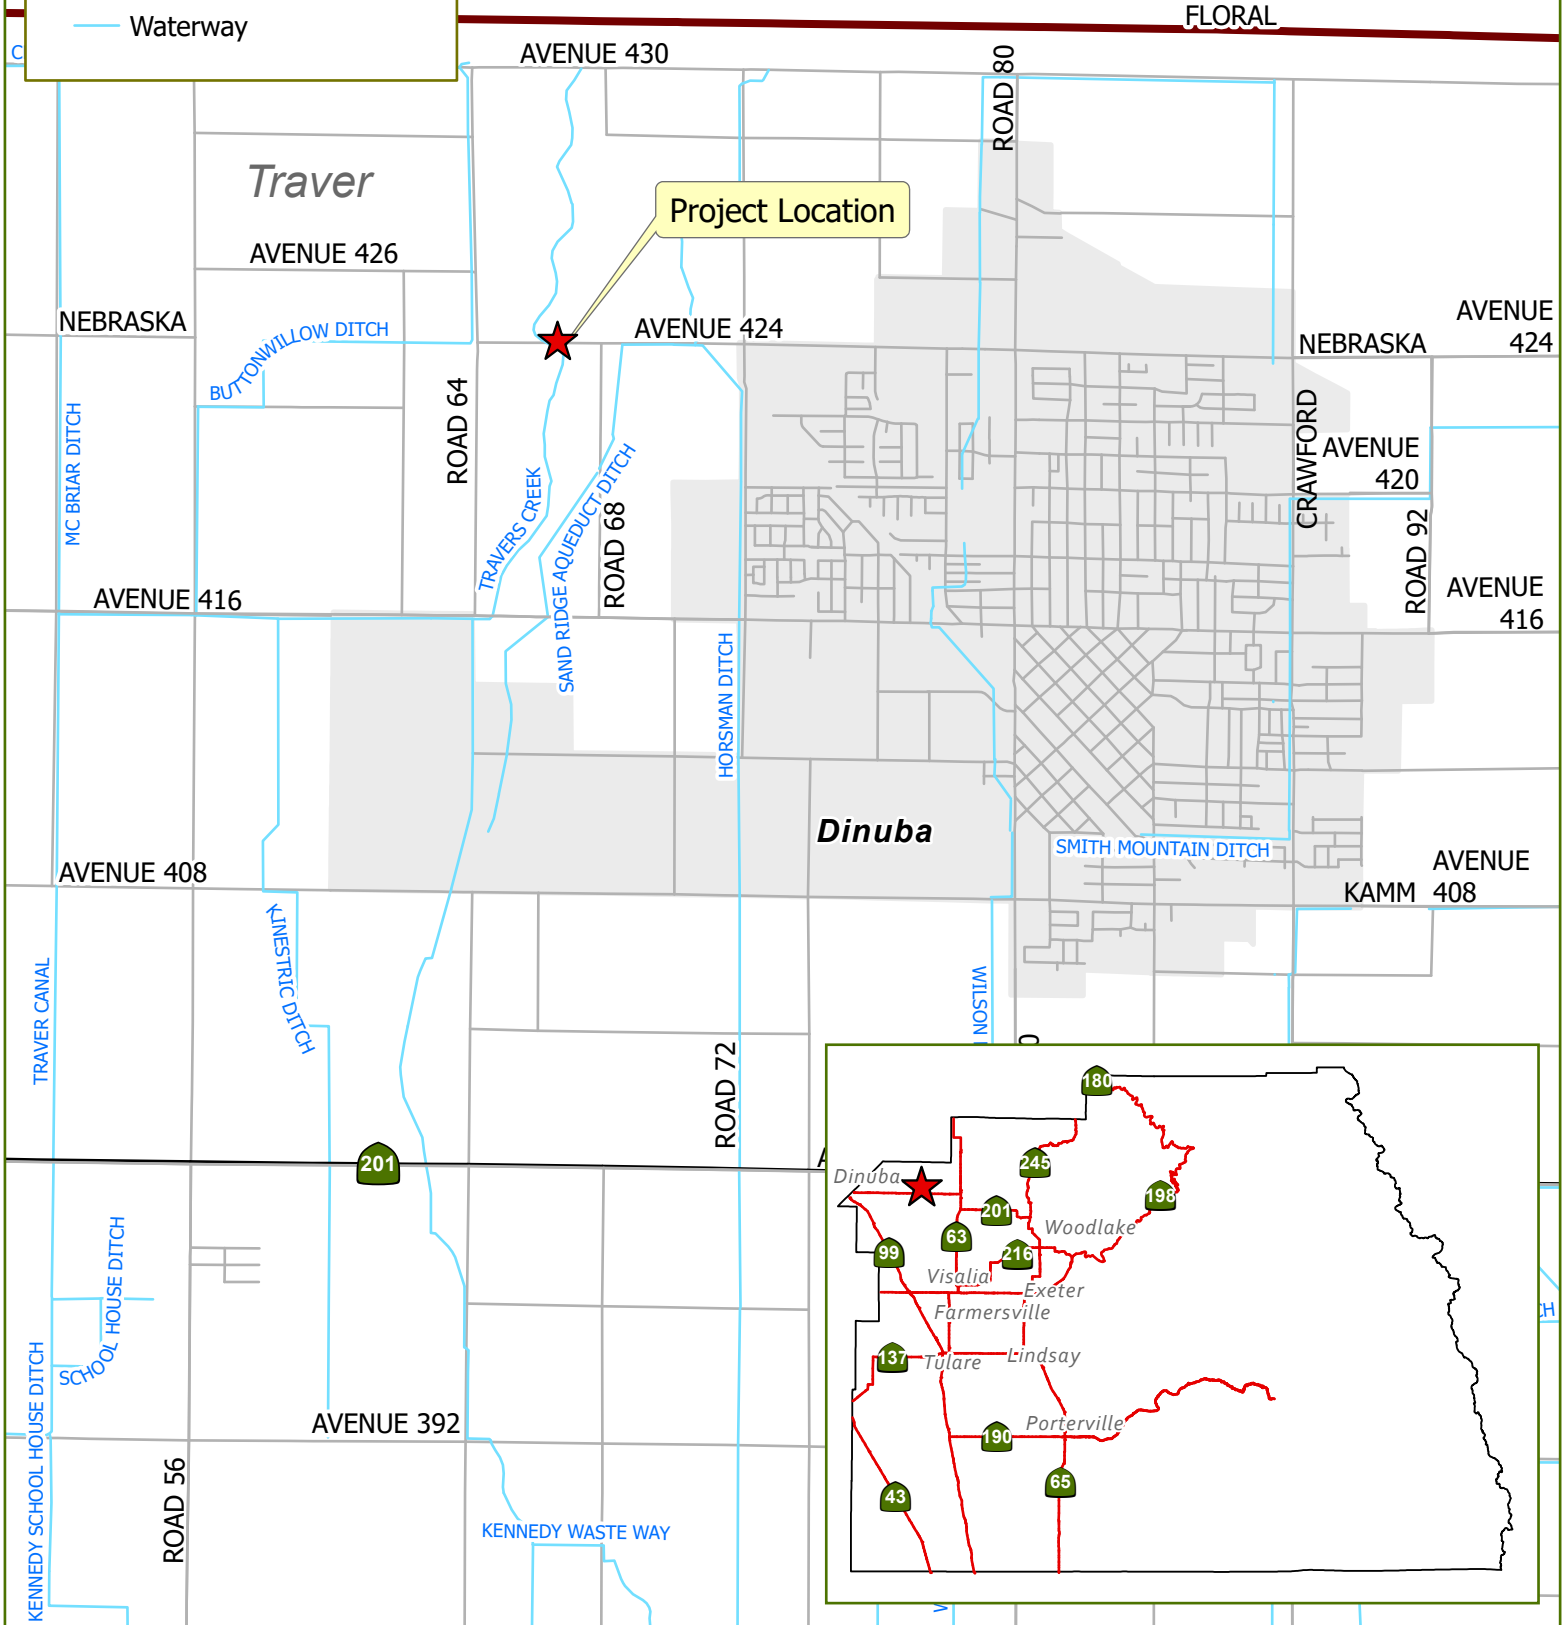 FLORAL
Waterway
C
AVENUE 430
ROAD 80
Traver
Project Location
AVENUE 426
NEBRASKA
BUTTONWILLOW DITCH
AVENUE 424
AVENUE
424
NEBRASKA
ROAD 64
MC BRIAR DITCH
CRAWFORD
AVENUE
420
TRAVERS CREEK
SAND RIDGE AQUEDUCT DITCH
ROAD 68
ROAD 92
AVENUE 416
AVENUE
416
HORSMAN DITCH
Dinuba
SMITH MOUNTAIN DITCH
AVENUE 408
AVENUE
KAMM 408
KINESTRIC DITCH
TRAVER CANAL
WILSON
ROAD 72
0
201
180
245
Dinuba
198
201
Woodlake
63
99
216
Visalia
Exeter
Farmersville
137
Tulare
Lindsay
Porterville
190
65
43
SCHOOL HOUSE DITCH
CH
KENNEDY SCHOOL HOUSE DITCH
AVENUE 392
ROAD 56
KENNEDY WASTE WAY